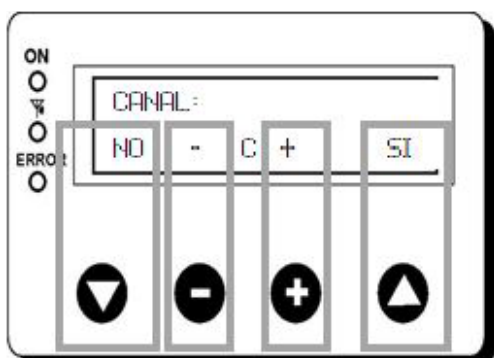 ON
ERROR
CANAL:
NO - C + SI
- +